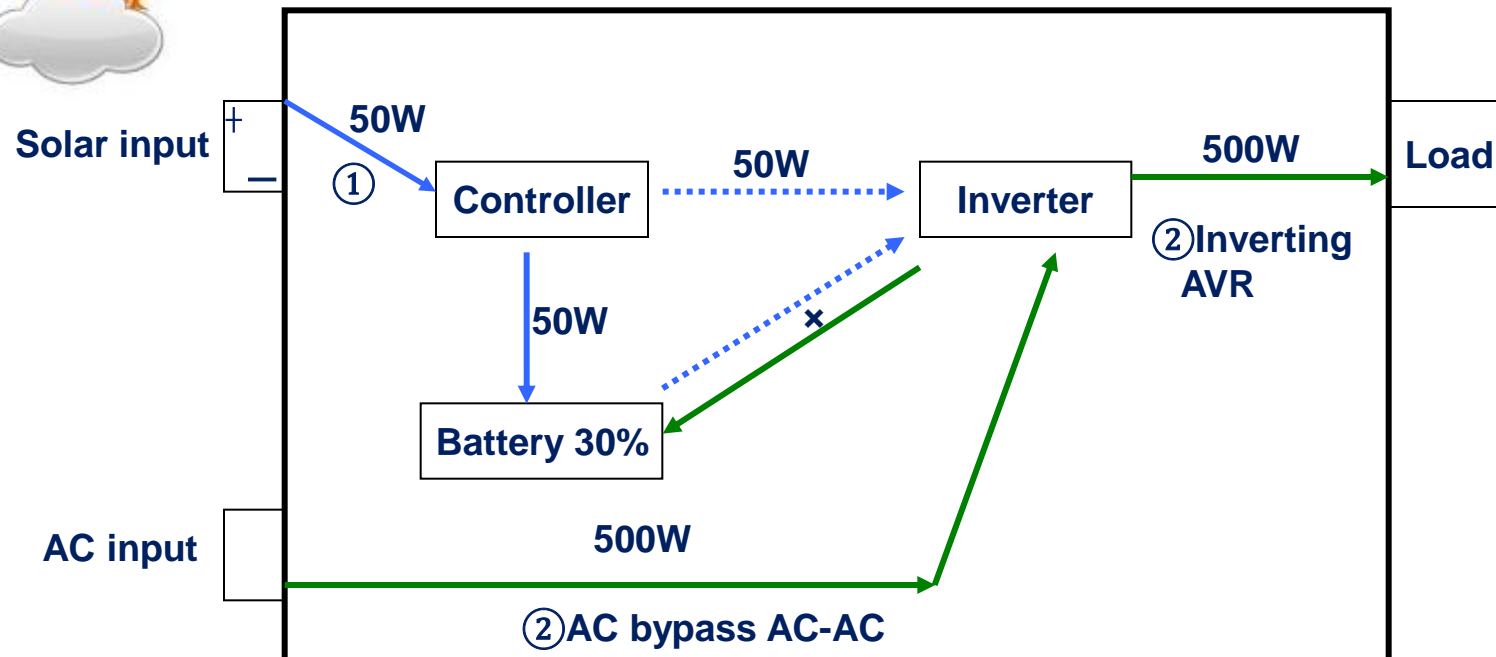 Solar input
+
−
50W
①
Controller
50W
Inverter
500W
Load
②Inverting
AVR
50W
×
Battery 30%
AC input
500W
②AC bypass AC-AC